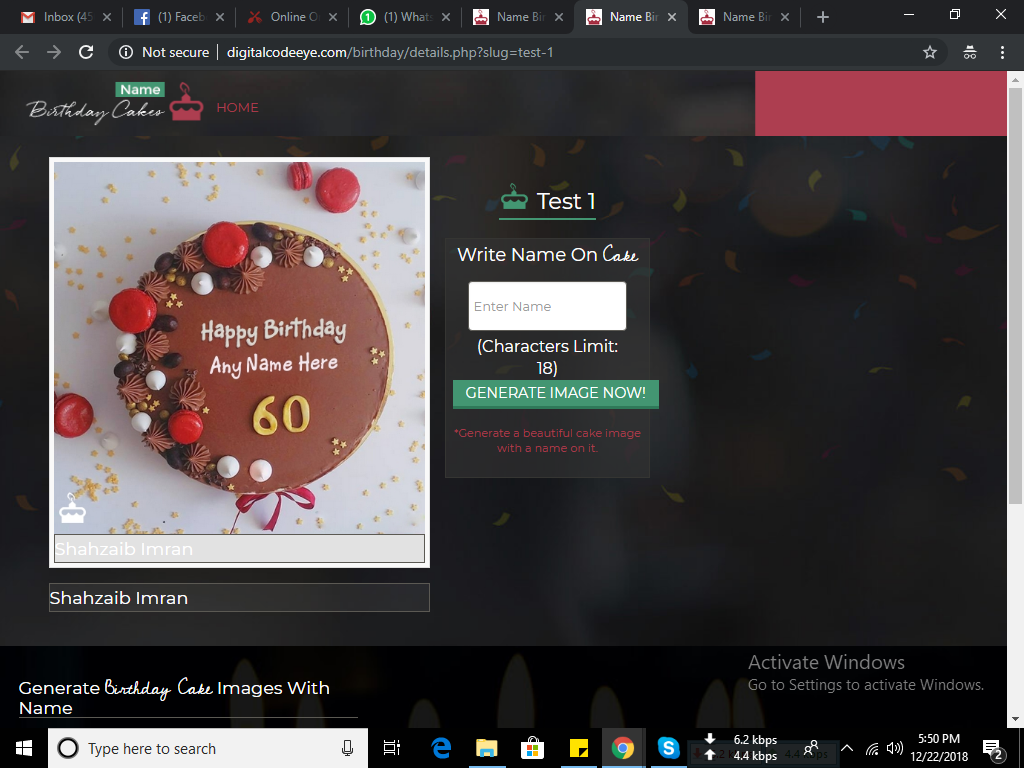 Inbox (45
(1) Faceb
Online O
(1) Whats
Name Bir
Name Bir
Name Bir
Not secure
digitalcodeeye.com/birthday/details.php?slug=test-1
Name
Birthday Cakes
HOME
Happy Birthday
Any Name Here
60
Shahzaib Imran
Shahzaib Imran
Test 1
Write Name On Cake
Enter Name
(Characters Limit:
18)
GENERATE IMAGE NOW!
*Generate a beautiful cake image
with a name on it.
Generate Birthday Cake Images With
Name
Activate Windows
Go to Settings to activate Windows.
Type here to search
6.2 kbps
4.4 kbps
5:50 PM
12/22/2018
2